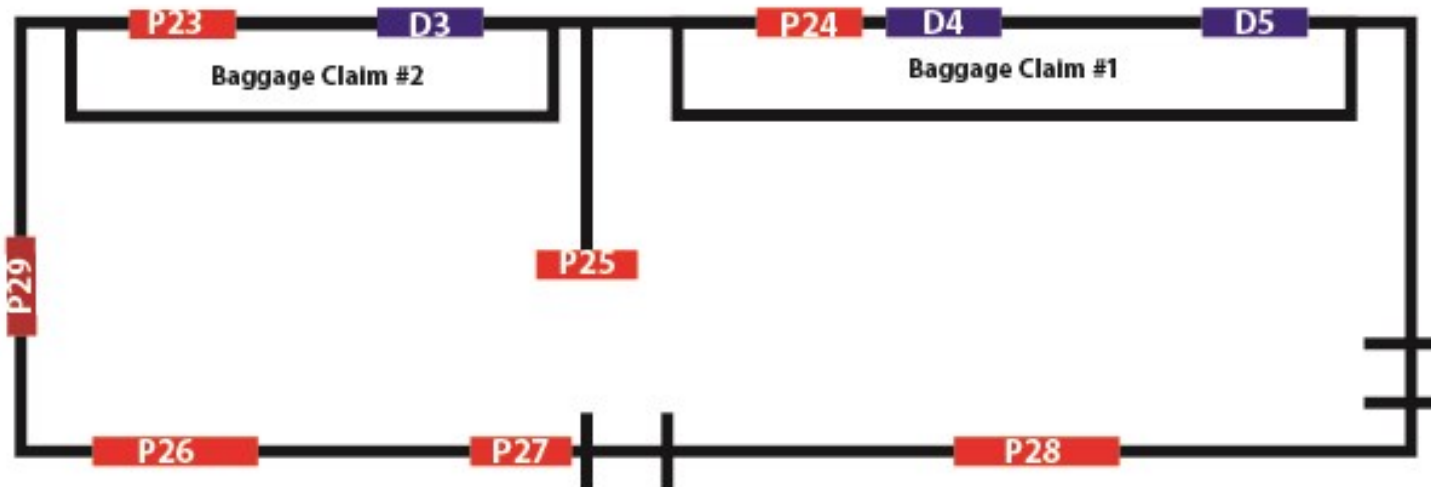 P23
D3
P24
D4
D5
Baggage Claim #2
Baggage Claim #1
P29
P25
P26
P27
P28